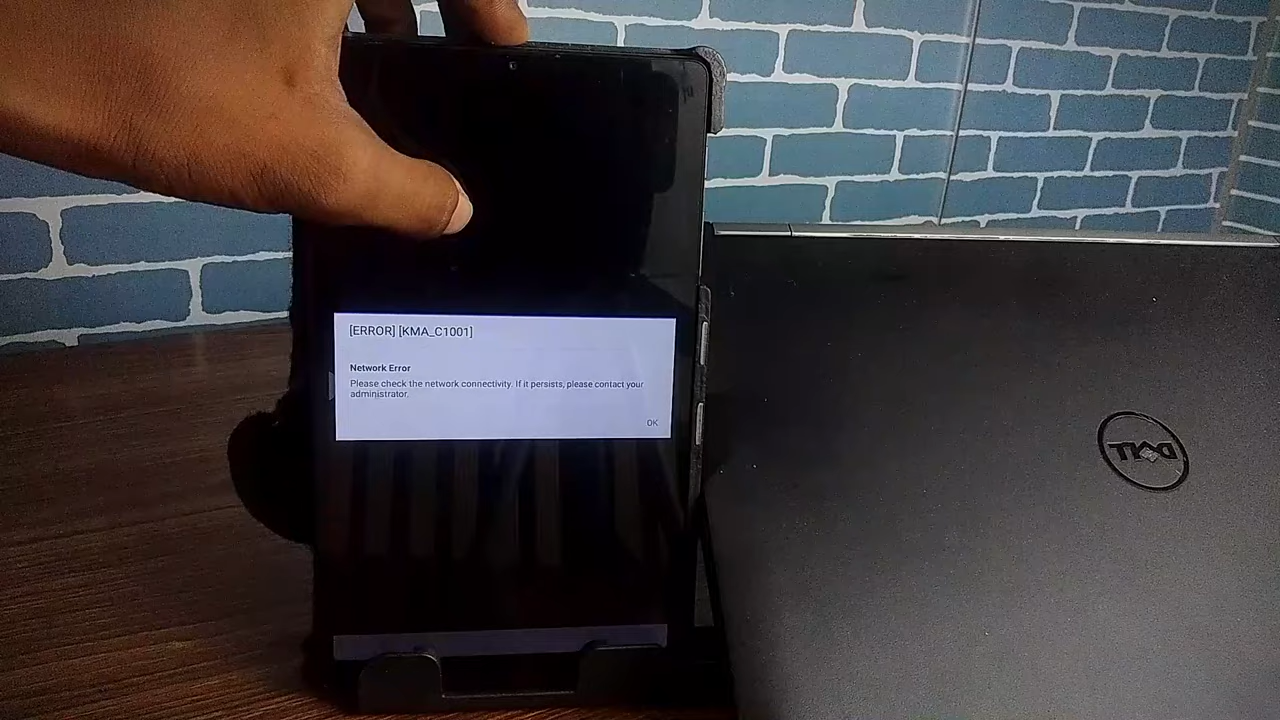 [ERROR] [KMA_C1001]
Network Error
Please check the network connectivity. If it persists, please contact your
administrator.
OK
DELL